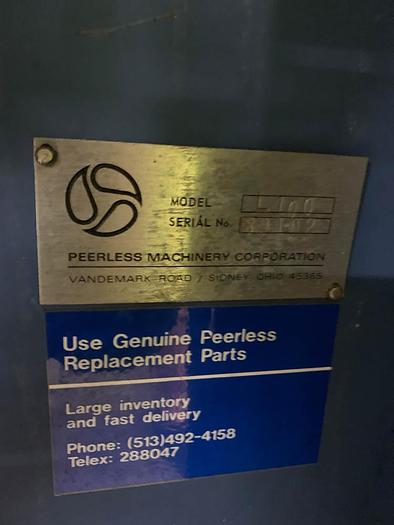 MODEL L100
SERIAL No.
PEERLESS MACHINERY CORPORATION
VANDEMARK ROAD / SIDNEY, OHIO 45365
Use Genuine Peerless
Replacement Parts
Large inventory
and fast delivery
Phone: (513)492-4158
Telex: 288047